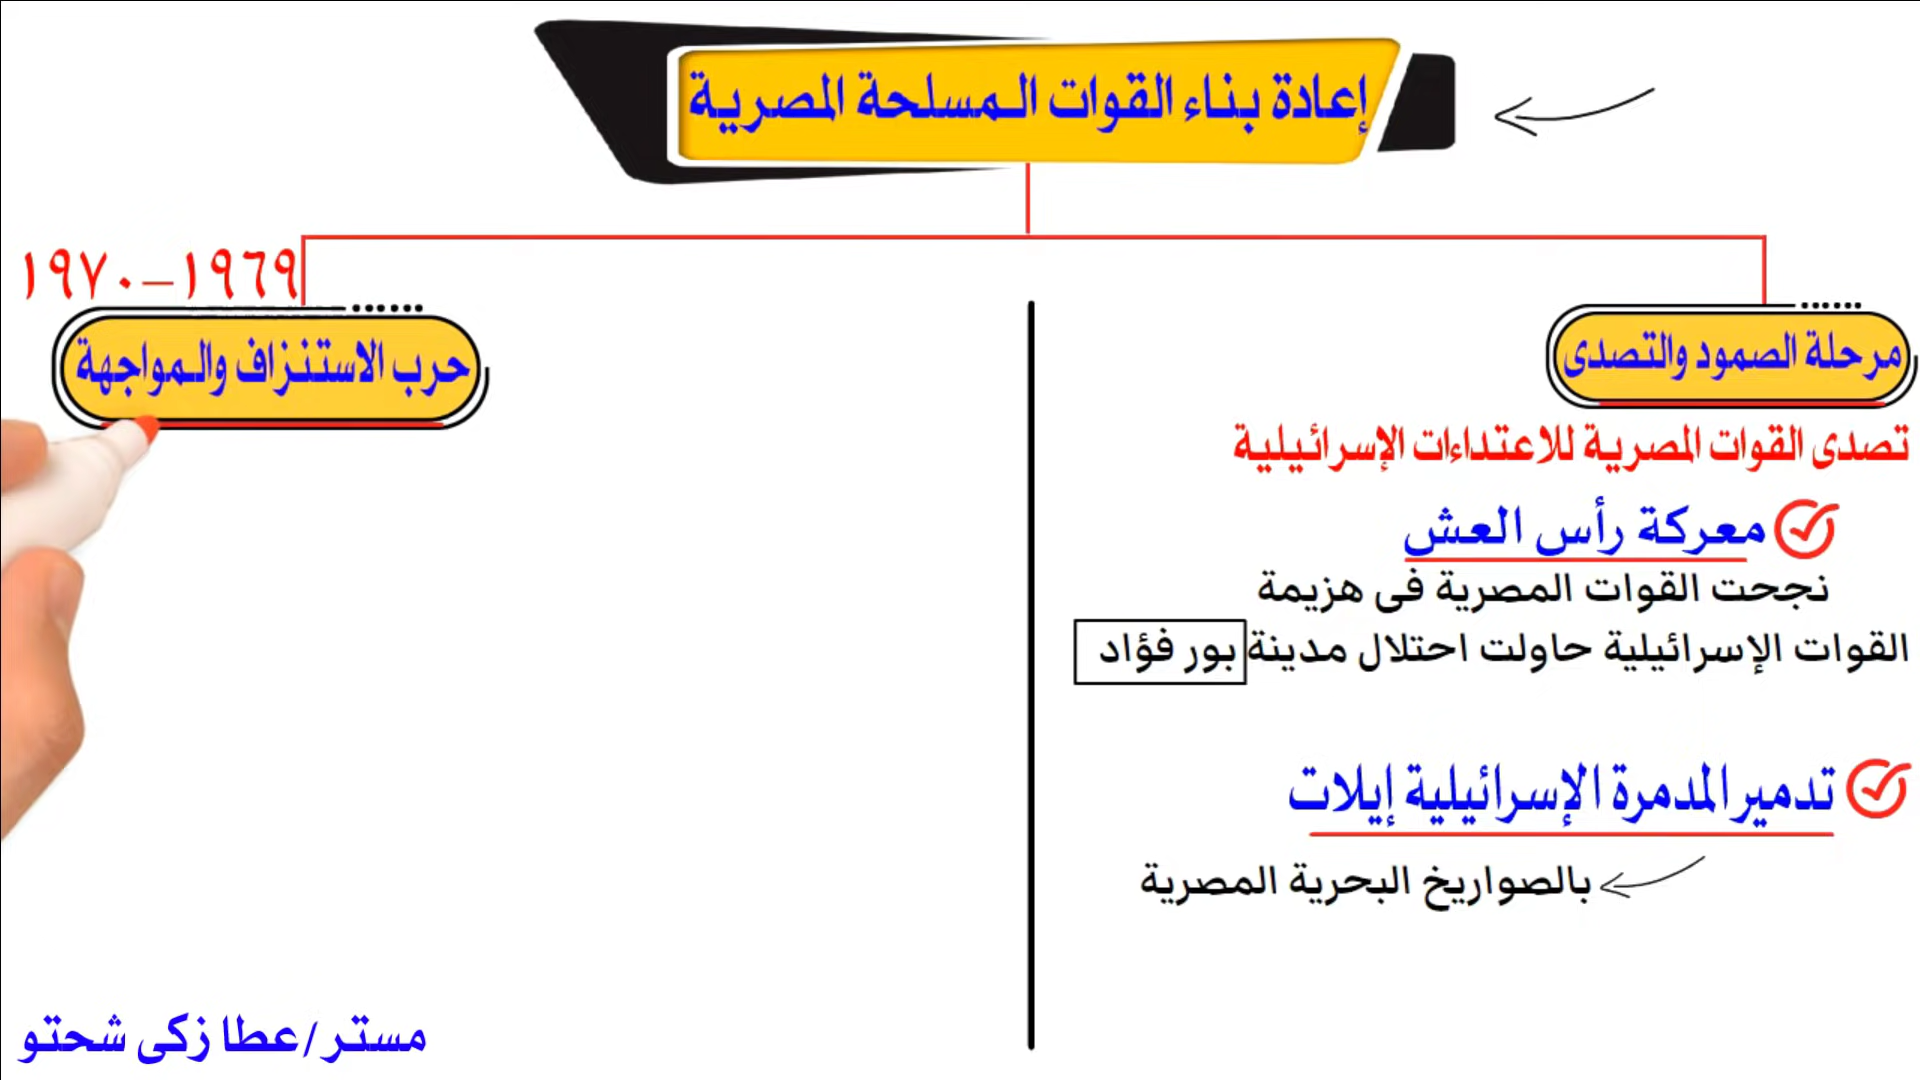 إعادة بناء القوات المسلحة المصرية
مرحلة الصمود والتصدى
تصدى القوات المصرية للاعتداءات الإسرائيلية
معركة رأس العش
نجحت القوات المصرية فى هزيمة
القوات الإسرائيلية حاولت احتلال مدينة بور فؤاد
تدمير المدمرة الإسرائيلية إيلات
بالصواريخ البحرية المصرية
١٩٦٩-١٩٧٠
حرب الاستنزاف والمواجهة
مستر/عطا زكى شحتو